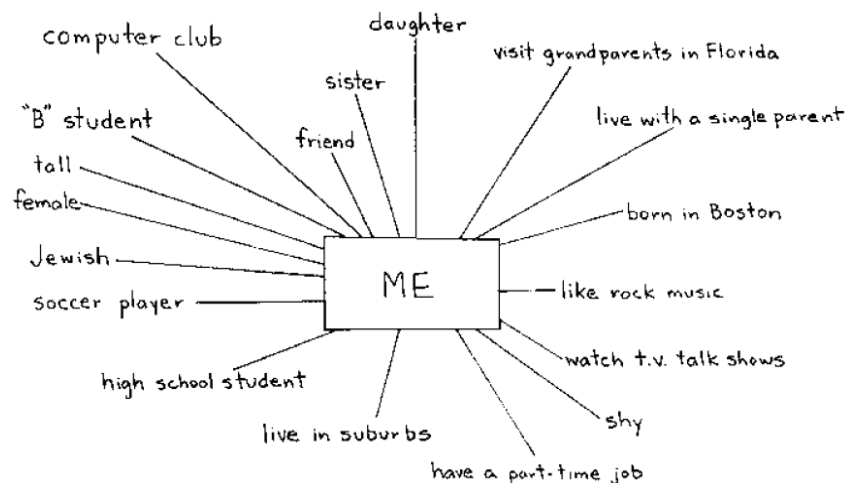 daughter
computer club
visit grandparents in Florida
sister
"B" student
live with a single parent
friend
tall
female
born in Boston
Jewish
ME
like rock music
soccer player
watch t.v. talk shows
high school student
shy
live in suburbs
have a part-time job